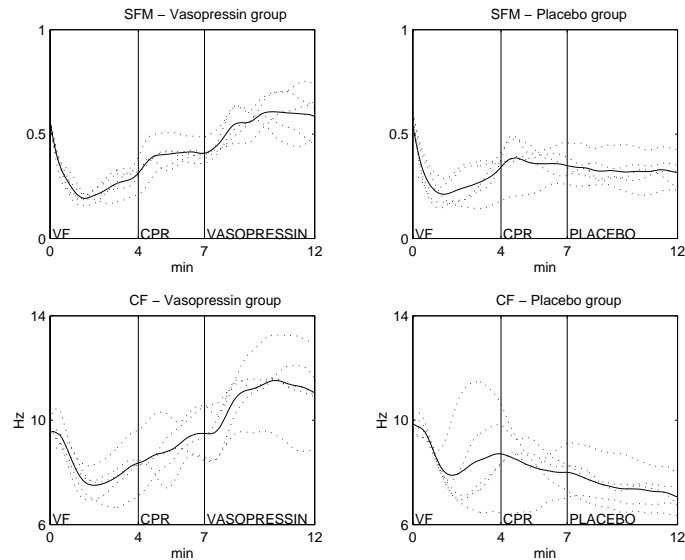 SFM − Vasopressin group
1
0.5
0
VF
CPR
VASOPRESSIN
0
4
7
12
min
SFM − Placebo group
1
0.5
0
VF
CPR
PLACEBO
0
4
7
12
min
CF − Vasopressin group
14
10
6
Hz
VF
CPR
VASOPRESSIN
0
4
7
12
min
CF − Placebo group
14
10
6
Hz
VF
CPR
PLACEBO
0
4
7
12
min